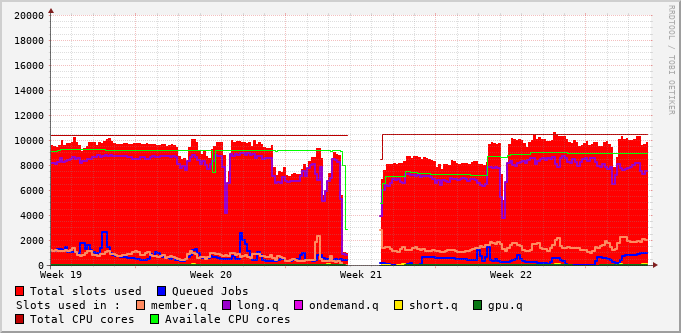 20000
18000
16000
14000
12000
10000
8000
6000
4000
2000
0
Week 19 Week 20 Week 21 Week 22
RRDTOOL / TOBI OETIKER
Total slots used Queued Jobs
Slots used in : member.q long.q ondemand.q short.q gpu.q
Total CPU cores Availale CPU cores